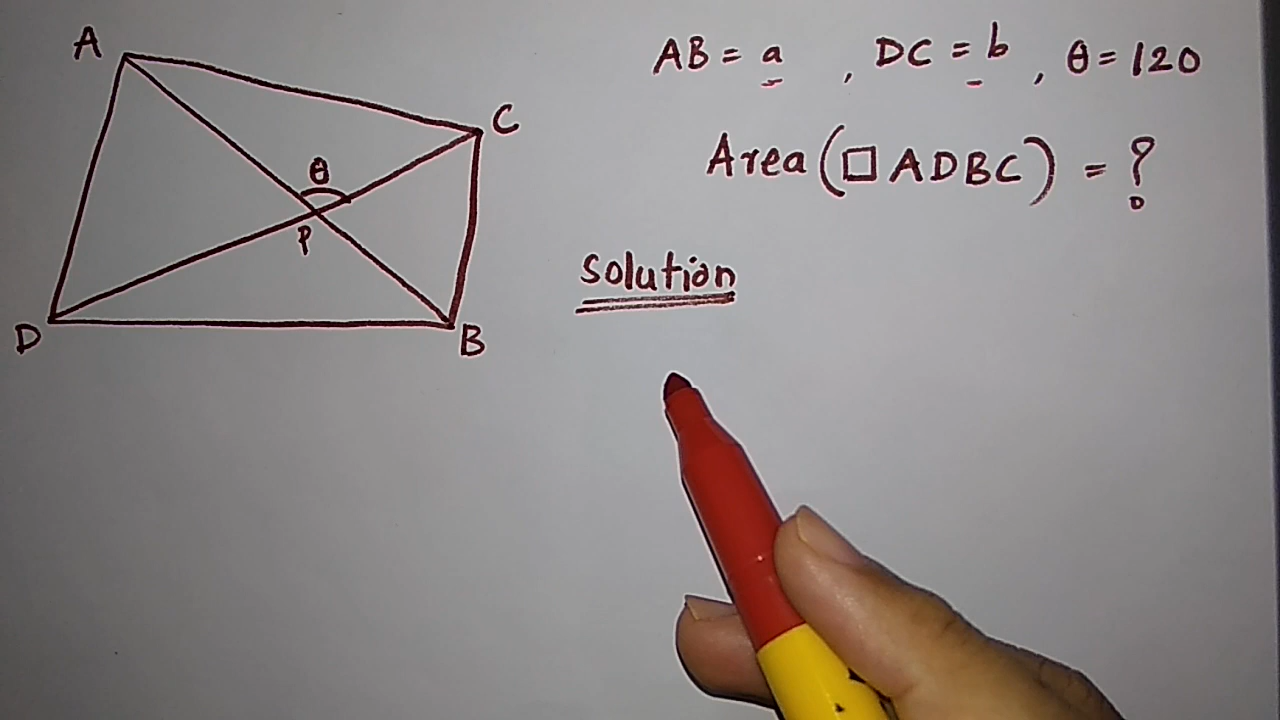 A
C
θ
P
D
B
AB = a , DC = b , θ = 120
Area (□ ADBC) = ?
Solution